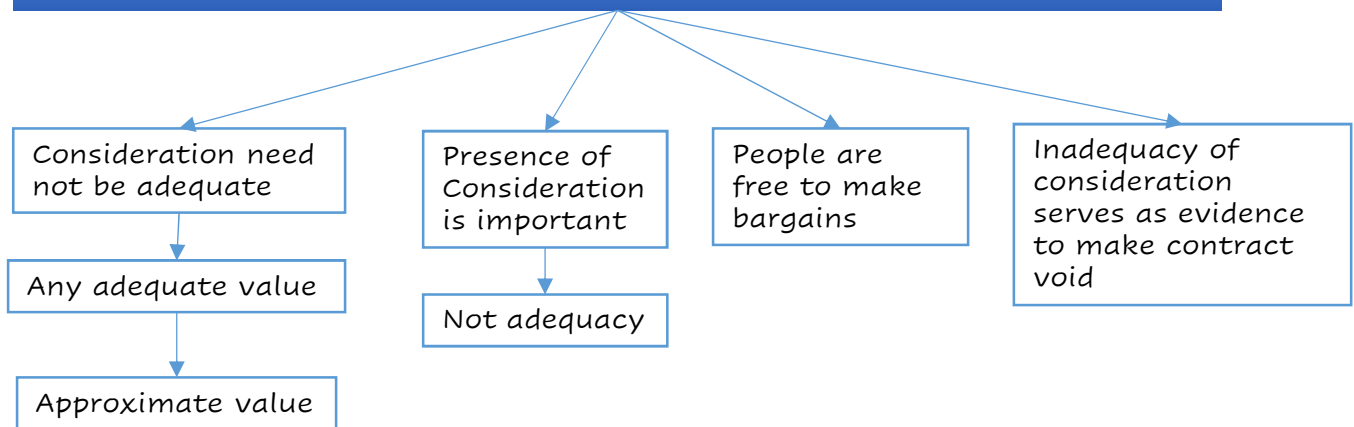 Consideration need
not be adequate
Any adequate value
Approximate value
Presence of
Consideration
is important
Not adequacy
People are
free to make
bargains
Inadequacy of
consideration
serves as evidence
to make contract
void